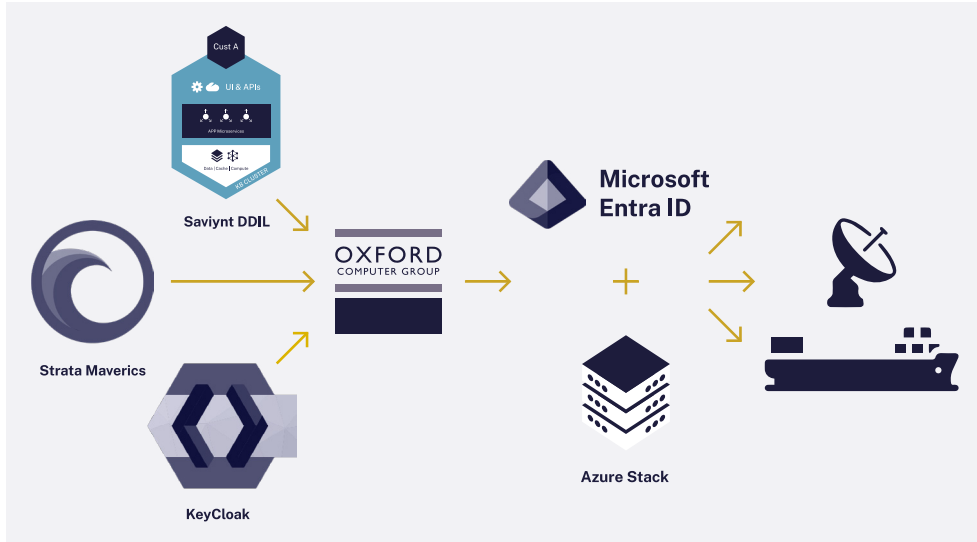 Cust A
UI & APIs
APP Microservices
Data | Cache | Compute
K8 CLUSTER
Saviynt DDIL
Strata Maverics
KeyCloak
OXFORD
COMPUTER GROUP
Microsoft
Entra ID
Azure Stack